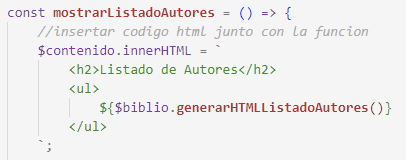 const mostrarListadoAutores = () => {
//insertar codigo html junto con la funcion
$contenido.innerHTML = `
<h2>Listado de Autores</h2>
<ul>
${$biblio.generarHTMLListadoAutores()}
</ul>
`;